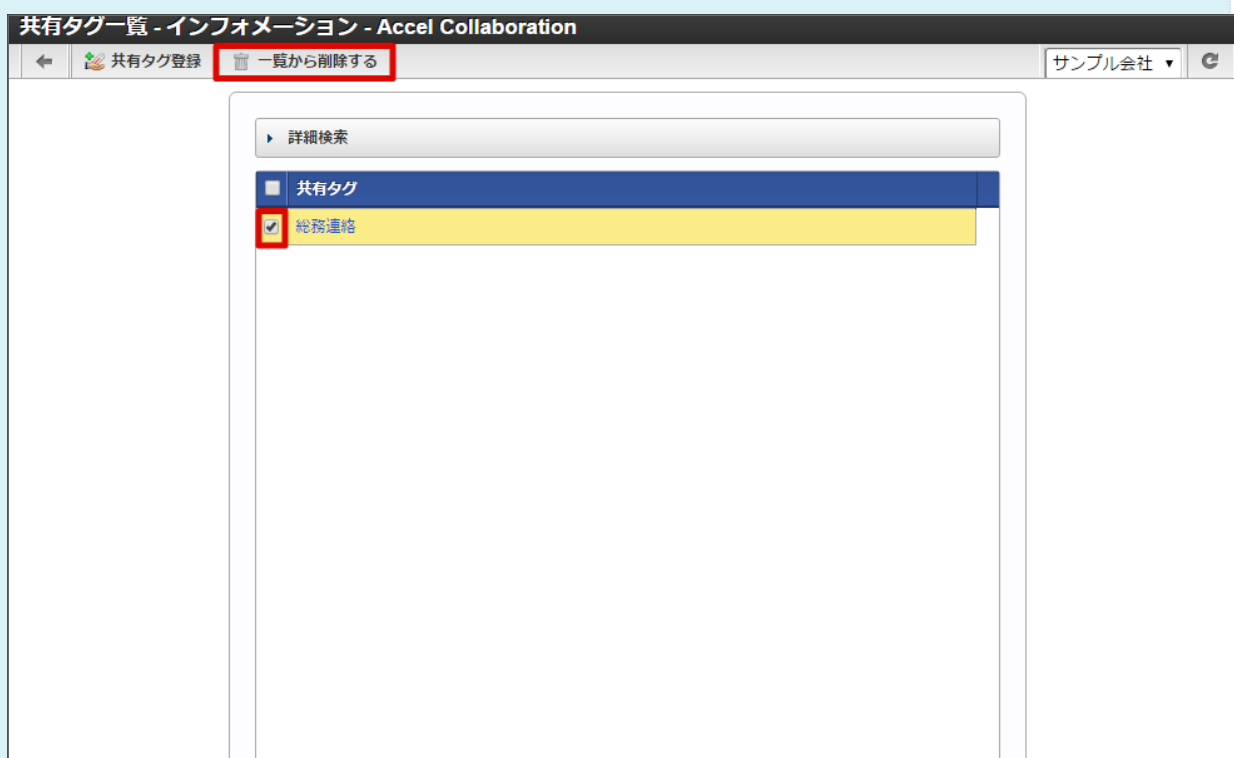 共有タグ一覧 - インフォメーション - Accel Collaboration
共有タグ登録 一覧から削除する サンプル会社
詳細検索
共有タグ
総務連絡